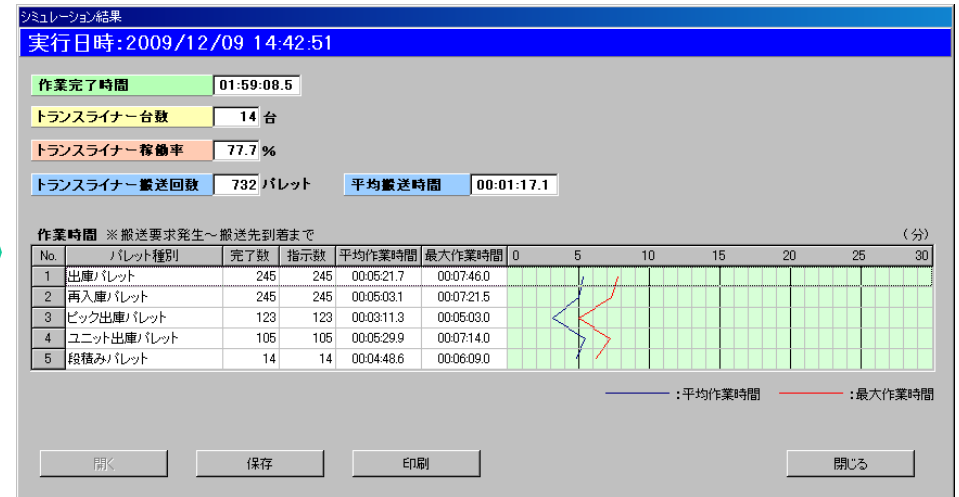 シミュレーション結果
実行日時:2009/12/09 14:42:51
作業完了時間 01:59:08.5
トランスライナー台数 14 台
トランスライナー稼働率 77.7 %
トランスライナー搬送回数 732 パレット 平均搬送時間 00:01:17.1
作業時間 ※搬送要求発生～搬送先到着まで (分)
No. パレット種別 完了数 指示数 平均作業時間 最大作業時間 0 5 10 15 20 25 30
1 出庫パレット 245 245 00:05:21.7 00:07:46.0
2 再入庫パレット 245 245 00:05:03.1 00:07:21.5
3 ピック出庫パレット 123 123 00:03:11.3 00:05:03.0
4 ユニット出庫パレット 105 105 00:05:29.9 00:07:14.0
5 段積みパレット 14 14 00:04:48.6 00:06:09.0
:平均作業時間 :最大作業時間
開く 保存 印刷 閉じる